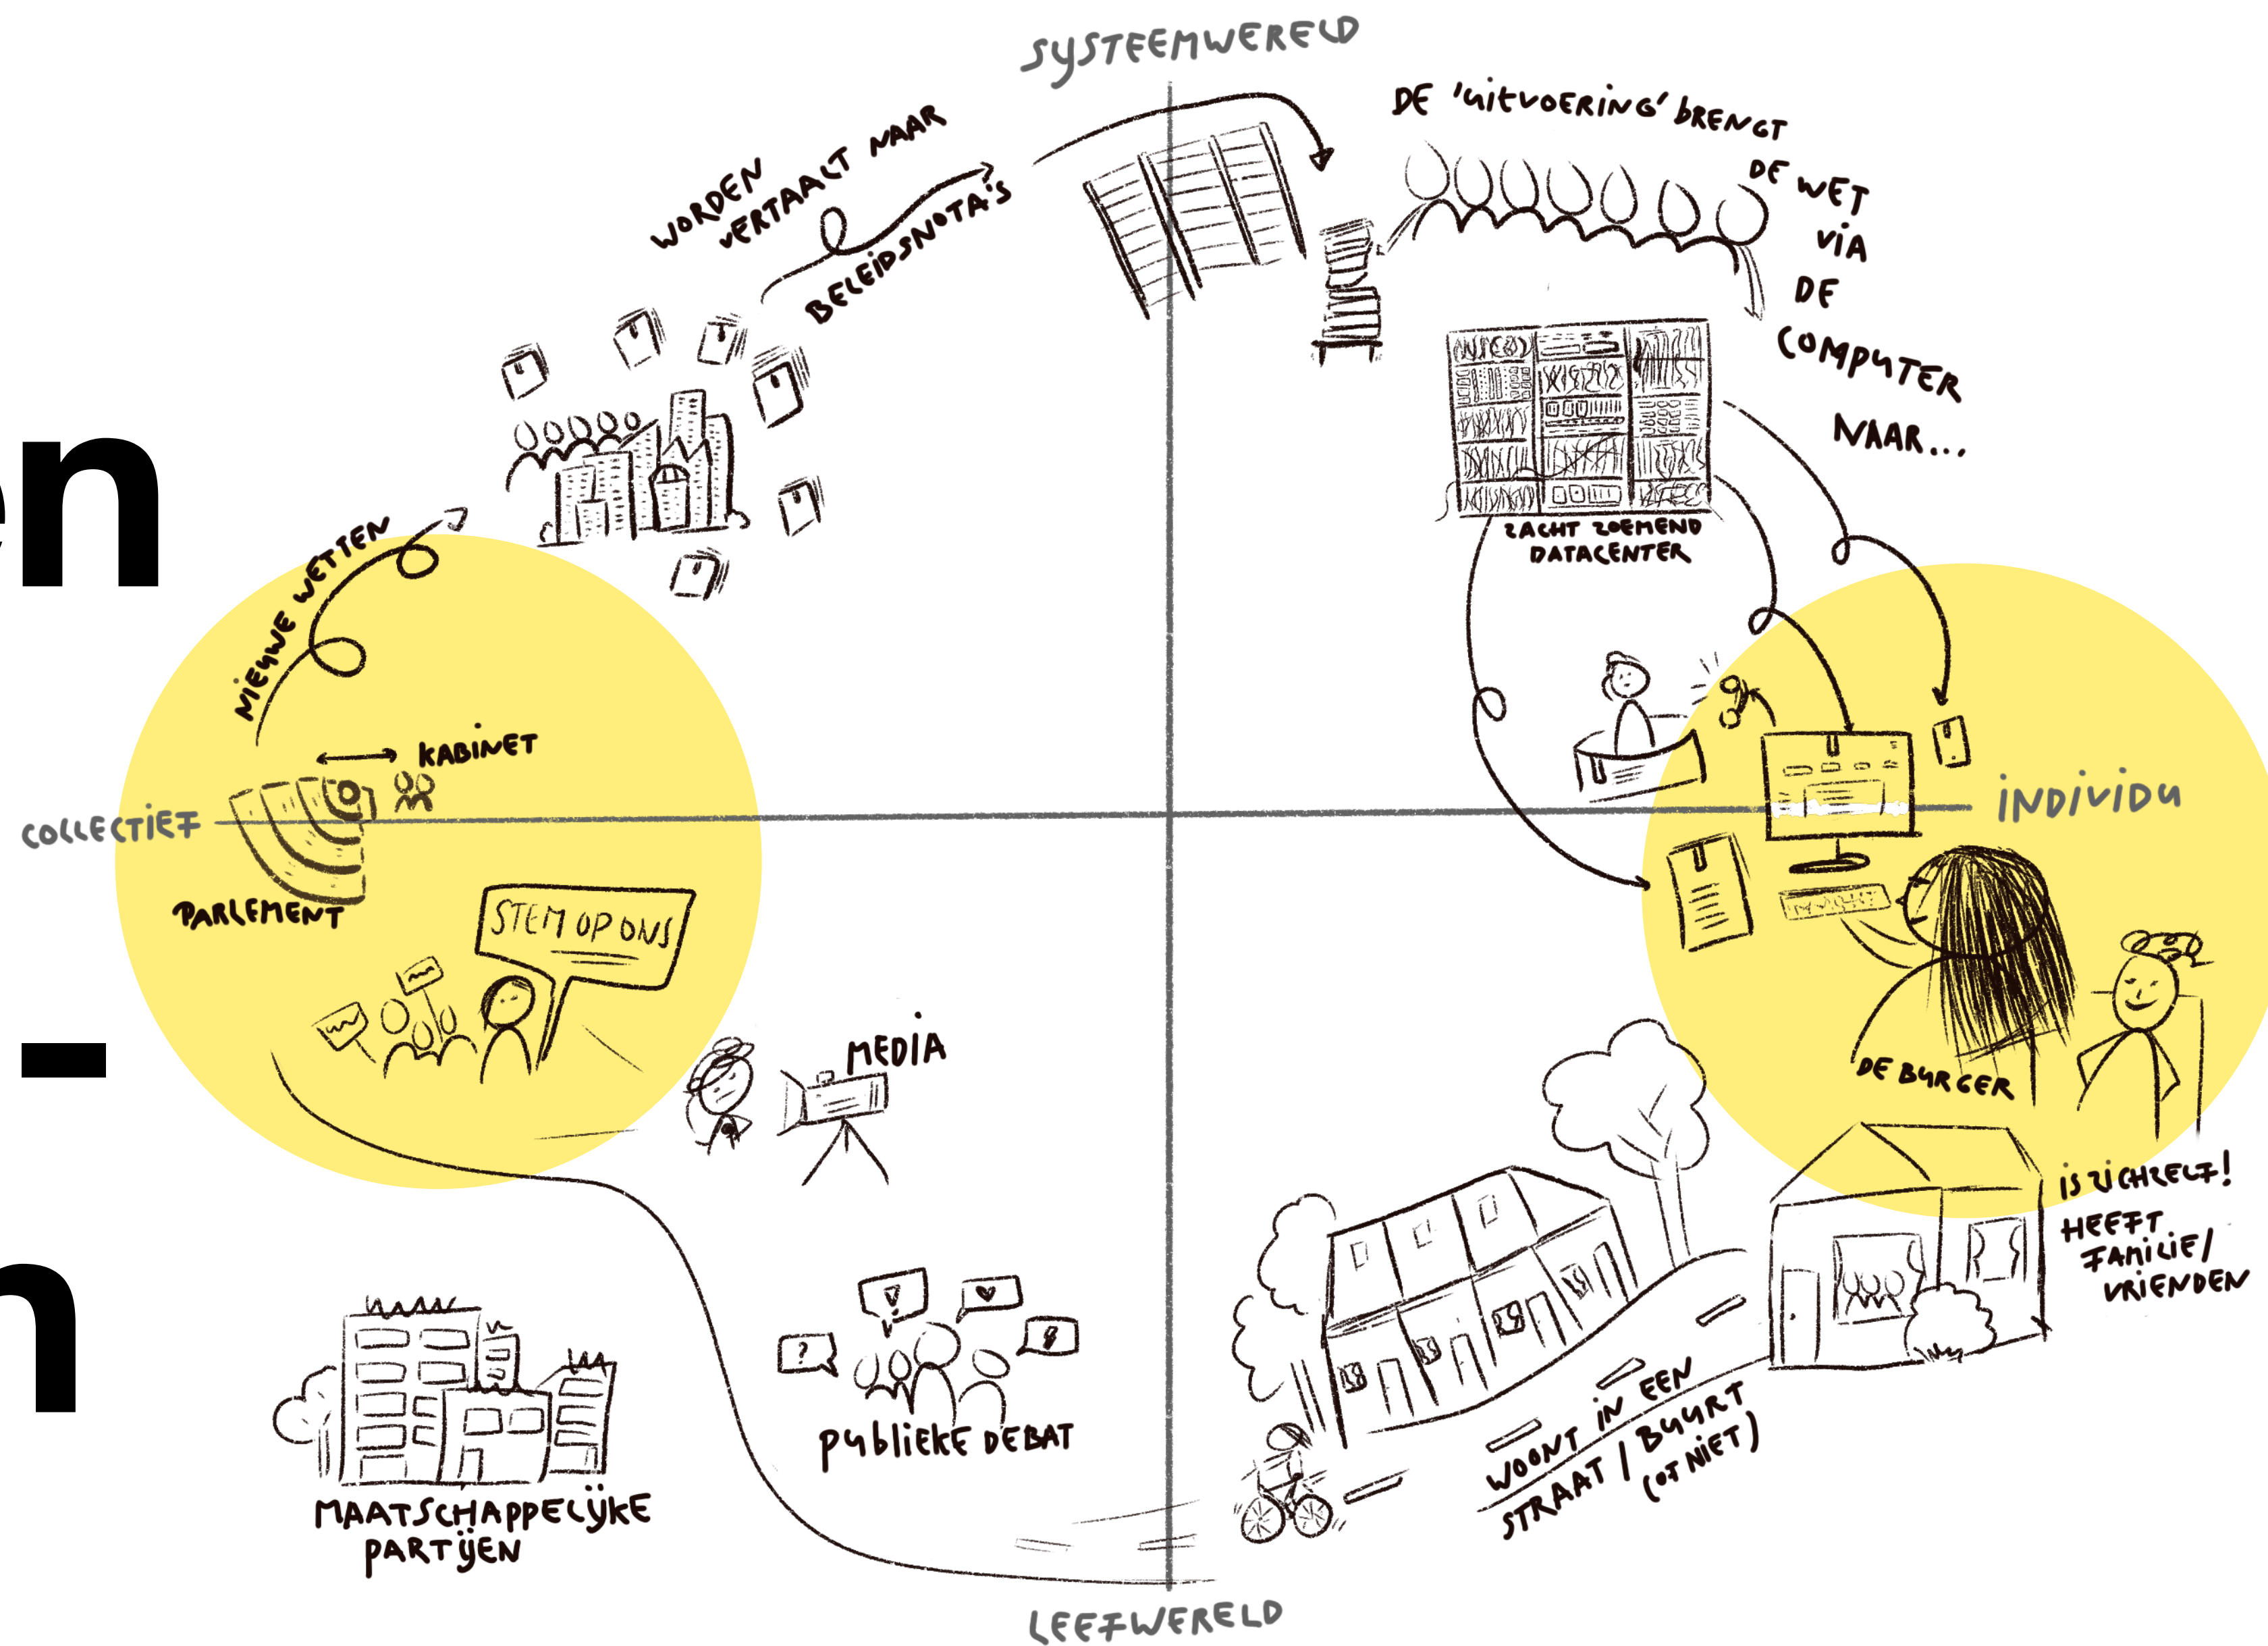 SYSTEEMWERELD
DE 'UITVOERING' BRENGT
DE WET
VIA
DE
COMPUTER
NAAR...
WORDEN
VERTAALT NAAR
BELEIDSNOTA'S
en
NIEUWE WETTEN
ZACHT ZOEMEND
DATACENTER
KABINET
COLLECTIEF
INDIVIDU
PARLEMENT
STEM OP ONS
-
MEDIA
DE BURGER
IS ZICHZELF!
HEEFT
FAMILIE/
VRIENDEN
n
?
!
PUBLIEKE DEBAT
WOONT IN EEN
STRAAT / BUURT
(OF NIET)
MAATSCHAPPELIJKE
PARTIJEN
LEEFWERELD